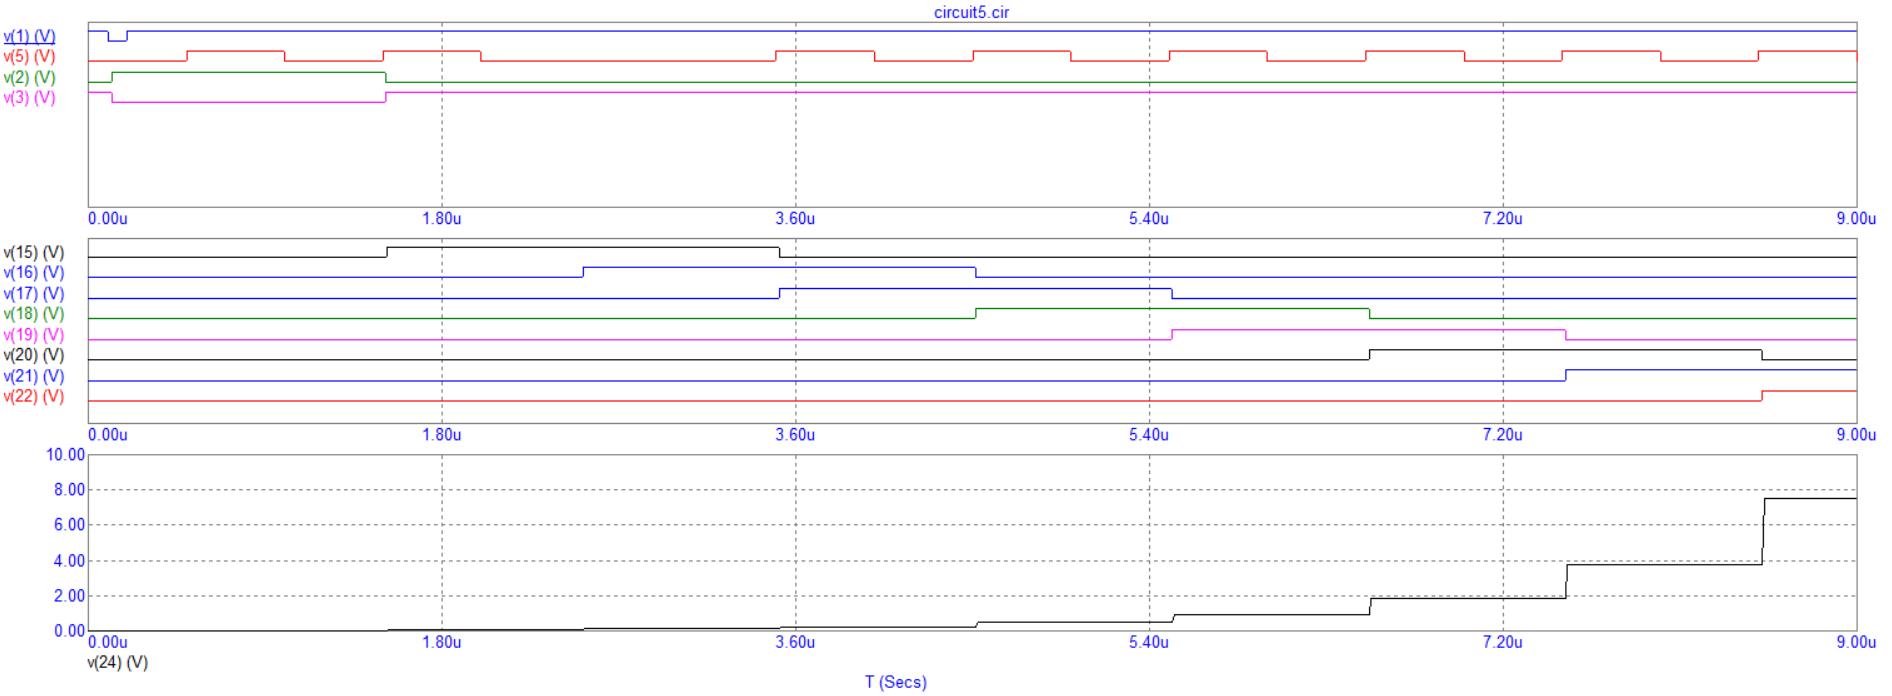 circuit5.cir
v(1) (V)
v(5) (V)
v(2) (V)
v(3) (V)
0.00u 1.80u 3.60u 5.40u 7.20u 9.00u
v(15) (V)
v(16) (V)
v(17) (V)
v(18) (V)
v(19) (V)
v(20) (V)
v(21) (V)
v(22) (V)
0.00u 1.80u 3.60u 5.40u 7.20u 9.00u
10.00
8.00
6.00
4.00
2.00
0.00
0.00u 1.80u 3.60u 5.40u 7.20u 9.00u
v(24) (V)
T (Secs)